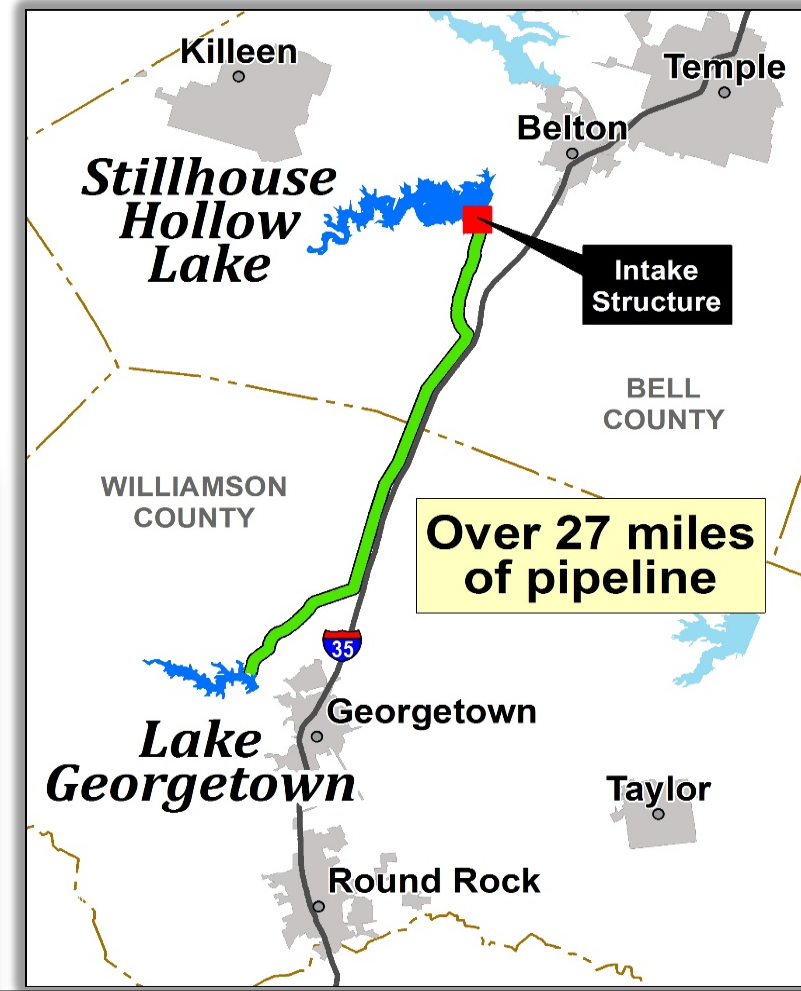 Killeen
Temple
Belton
Stillhouse
Hollow
Lake
Intake
Structure
BELL
COUNTY
WILLIAMSON
COUNTY
Over 27 miles
of pipeline
35
Georgetown
Lake
Georgetown
Taylor
Round Rock